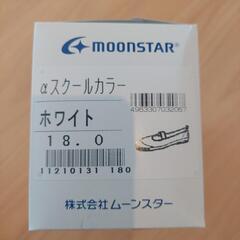 MOONSTAR
αスクールカラー
4963307032067
ホワイト
18.0
11210131 180
株式会社ムーンスター